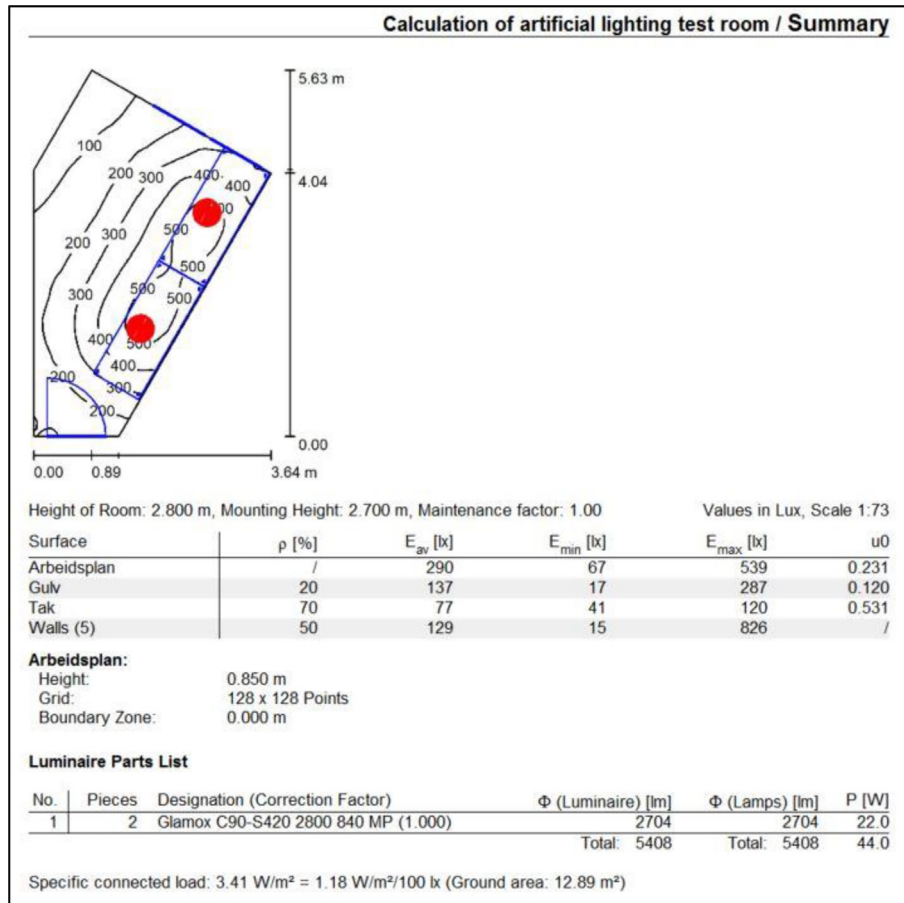 Calculation of artificial lighting test room / Summary
5.63 m
100
200 300
400
400
4.04
500
200
300
500
300
500
500
400
500
400
200
300
200
0.00
0.00 0.89 3.64 m
Height of Room: 2.800 m, Mounting Height: 2.700 m, Maintenance factor: 1.00 Values in Lux, Scale 1:73
Surface ρ [%] Eav [lx] Emin [lx] Emax [lx] u0
Arbeidsplan / 290 67 539 0.231
Gulv 20 137 17 287 0.120
Tak 70 77 41 120 0.531
Walls (5) 50 129 15 826 /
Arbeidsplan:
Height: 0.850 m
Grid: 128 x 128 Points
Boundary Zone: 0.000 m
Luminaire Parts List
No. Pieces Designation (Correction Factor) Φ (Luminaire) [lm] Φ (Lamps) [lm] P [W]
1 2 Glamox C90-S420 2800 840 MP (1.000) 2704 2704 22.0
Total: 5408 Total: 5408 44.0
Specific connected load: 3.41 W/m² = 1.18 W/m²/100 lx (Ground area: 12.89 m²)